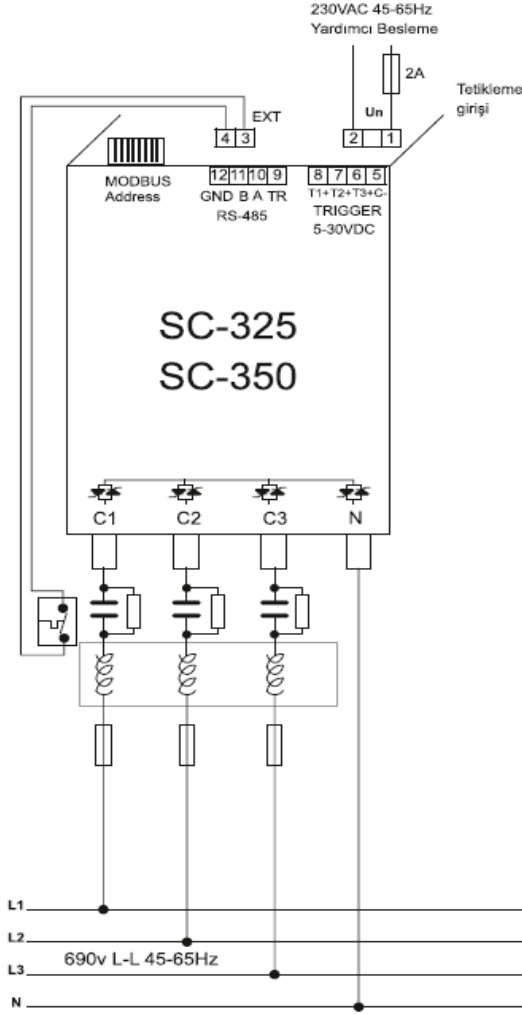 230VAC 45-65Hz
Yardımcı Besleme
2A
Tetikleme
girişi
EXT
Un
4 3
2 1
MODBUS
Address
12 11 10 9
GND B A TR
RS-485
8 7 6 5
T1+T2+T3+C-
TRIGGER
5-30VDC
SC-325
SC-350
C1 C2 C3 N
L1
L2
690v L-L 45-65Hz
L3
N